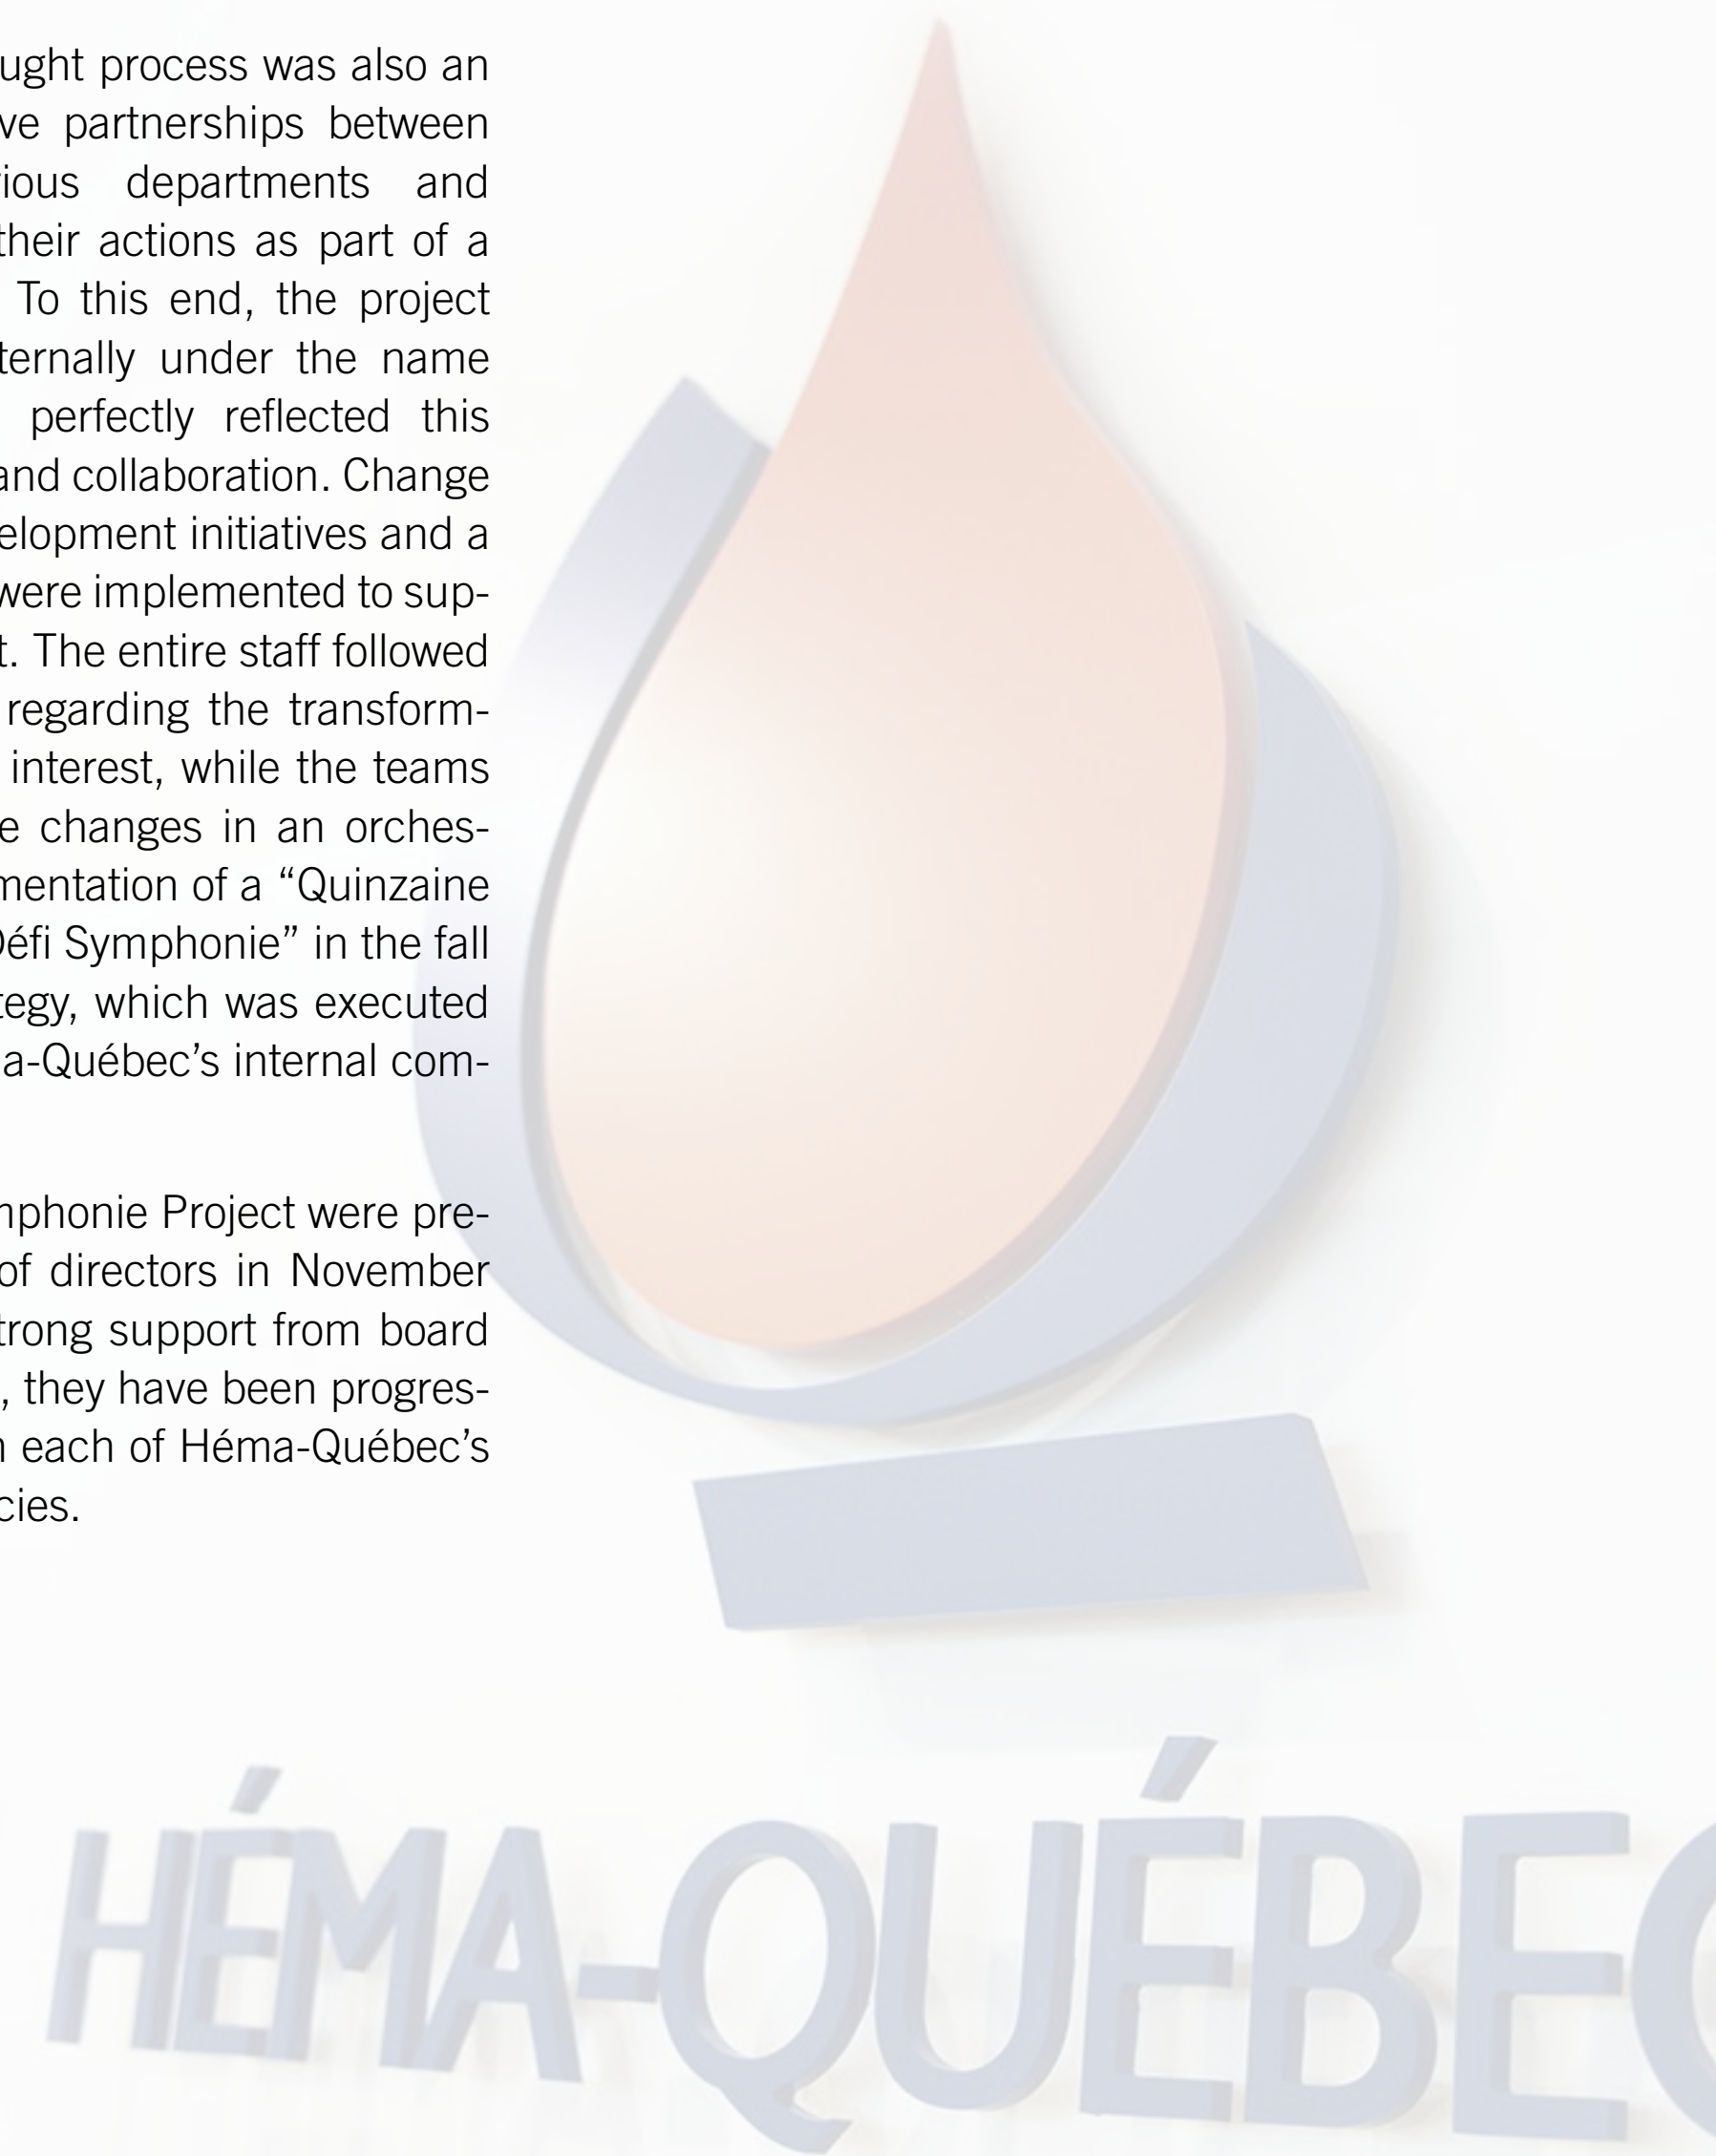 ught process was also an
ve partnerships between
ious departments and
their actions as part of a
To this end, the project
ternally under the name
perfectly reflected this
and collaboration. Change
elopment initiatives and a
were implemented to sup-
t. The entire staff followed
regarding the transform-
interest, while the teams
e changes in an orches-
mentation of a “Quinzaine
Défi Symphonie” in the fall
tegy, which was executed
a-Québec’s internal com-
mphonie Project were pre-
of directors in November
trong support from board
, they have been progres-
n each of Héma-Québec’s
cies.
HÉMA-QUÉBEC